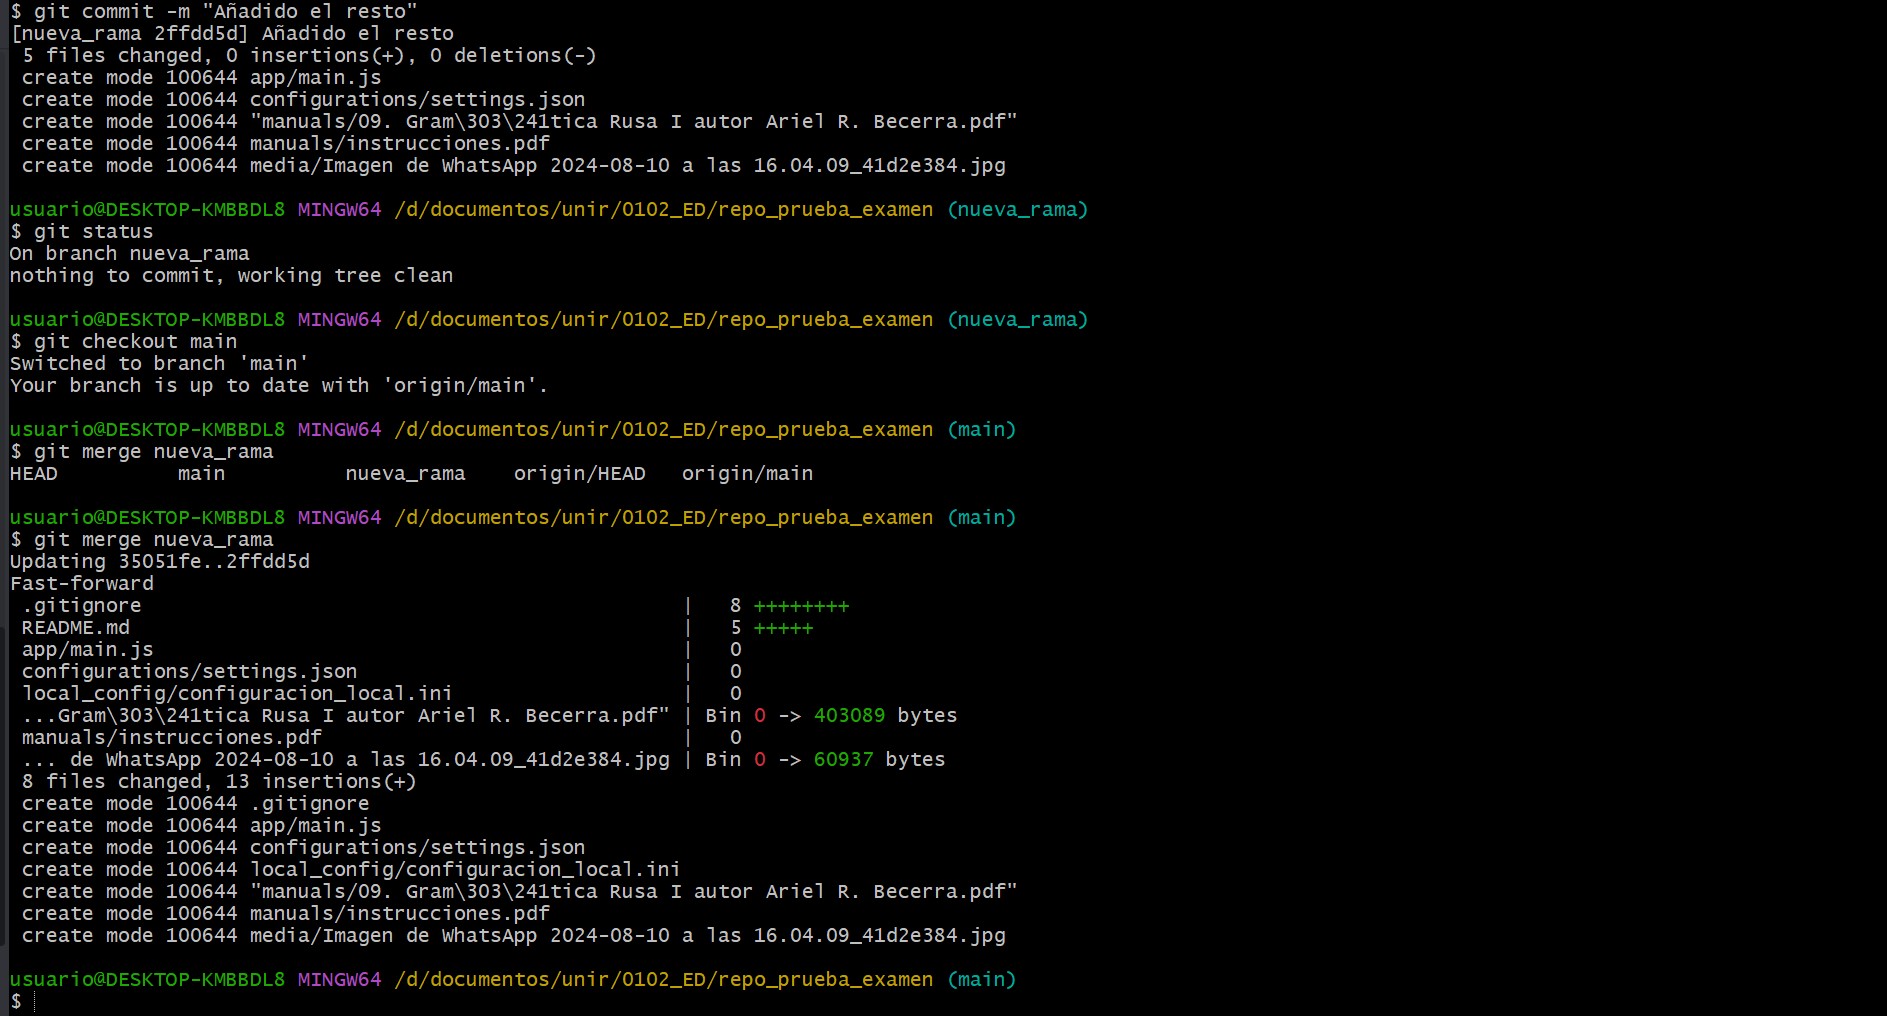 $ git commit -m "Añadido el resto"
[nueva_rama 2ffdd5d] Añadido el resto
 5 files changed, 0 insertions(+), 0 deletions(-)
 create mode 100644 app/main.js
 create mode 100644 configurations/settings.json
 create mode 100644 "manuals/09. Gram\303\241tica Rusa I autor Ariel R. Becerra.pdf"
 create mode 100644 manuals/instrucciones.pdf
 create mode 100644 media/Imagen de WhatsApp 2024-08-10 a las 16.04.09_41d2e384.jpg

usuario@DESKTOP-KMBBDL8 MINGW64 /d/documentos/unir/0102_ED/repo_prueba_examen (nueva_rama)
$ git status
On branch nueva_rama
nothing to commit, working tree clean

usuario@DESKTOP-KMBBDL8 MINGW64 /d/documentos/unir/0102_ED/repo_prueba_examen (nueva_rama)
$ git checkout main
Switched to branch 'main'
Your branch is up to date with 'origin/main'.

usuario@DESKTOP-KMBBDL8 MINGW64 /d/documentos/unir/0102_ED/repo_prueba_examen (main)
$ git merge nueva_rama
HEAD          main          nueva_rama    origin/HEAD   origin/main

usuario@DESKTOP-KMBBDL8 MINGW64 /d/documentos/unir/0102_ED/repo_prueba_examen (main)
$ git merge nueva_rama
Updating 35051fe..2ffdd5d
Fast-forward
 .gitignore                                             |   8 ++++++++
 README.md                                              |   5 +++++
 app/main.js                                            |   0
 configurations/settings.json                           |   0
 local_config/configuracion_local.ini                   |   0
 ...Gram\303\241tica Rusa I autor Ariel R. Becerra.pdf" | Bin 0 -> 403089 bytes
 manuals/instrucciones.pdf                              |   0
 ... de WhatsApp 2024-08-10 a las 16.04.09_41d2e384.jpg | Bin 0 -> 60937 bytes
 8 files changed, 13 insertions(+)
 create mode 100644 .gitignore
 create mode 100644 app/main.js
 create mode 100644 configurations/settings.json
 create mode 100644 local_config/configuracion_local.ini
 create mode 100644 "manuals/09. Gram\303\241tica Rusa I autor Ariel R. Becerra.pdf"
 create mode 100644 manuals/instrucciones.pdf
 create mode 100644 media/Imagen de WhatsApp 2024-08-10 a las 16.04.09_41d2e384.jpg

usuario@DESKTOP-KMBBDL8 MINGW64 /d/documentos/unir/0102_ED/repo_prueba_examen (main)
$